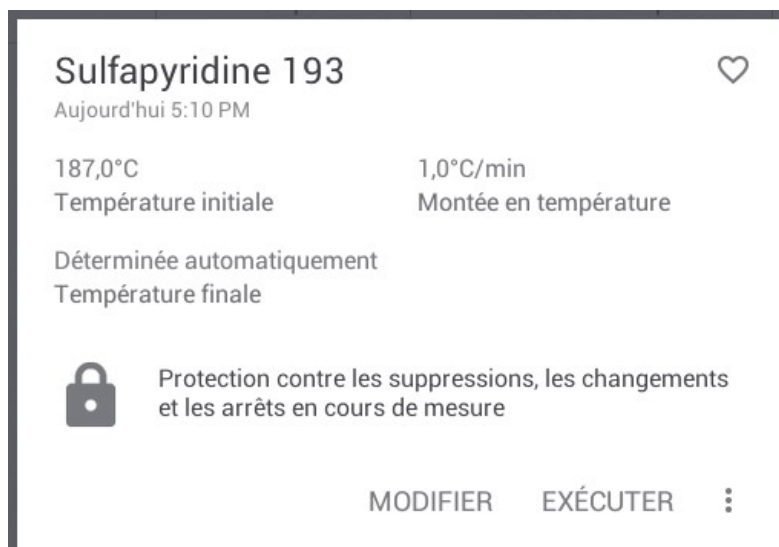 Sulfapyridine 193
Aujourd'hui 5:10 PM
187,0°C
Température initiale
1,0°C/min
Montée en température
Déterminée automatiquement
Température finale
Protection contre les suppressions, les changements
et les arrêts en cours de mesure
MODIFIER
EXÉCUTER